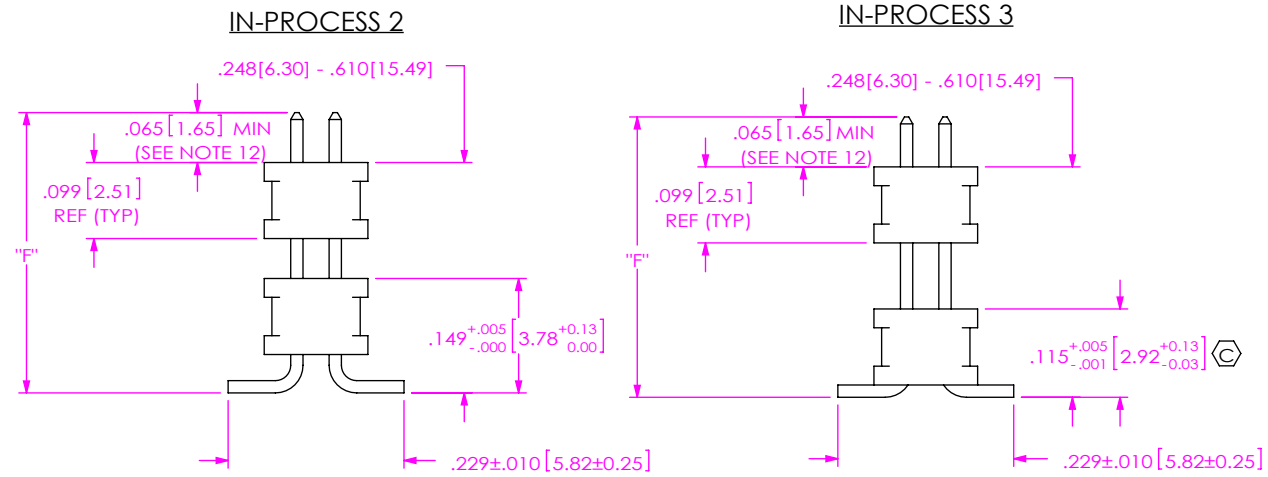 IN-PROCESS 2
.248[6.30] - .610[15.49]
.065[1.65] MIN
(SEE NOTE 12)
.099[2.51]
REF (TYP)
"F"
.149 +.005 -.000 [3.78 +0.13 0.00]
.229±.010[5.82±0.25]
IN-PROCESS 3
.248[6.30] - .610[15.49]
.065[1.65] MIN
(SEE NOTE 12)
.099[2.51]
REF (TYP)
"F"
.115 +.005 -.001 [2.92 +0.13 -0.03] C
.229±.010[5.82±0.25]